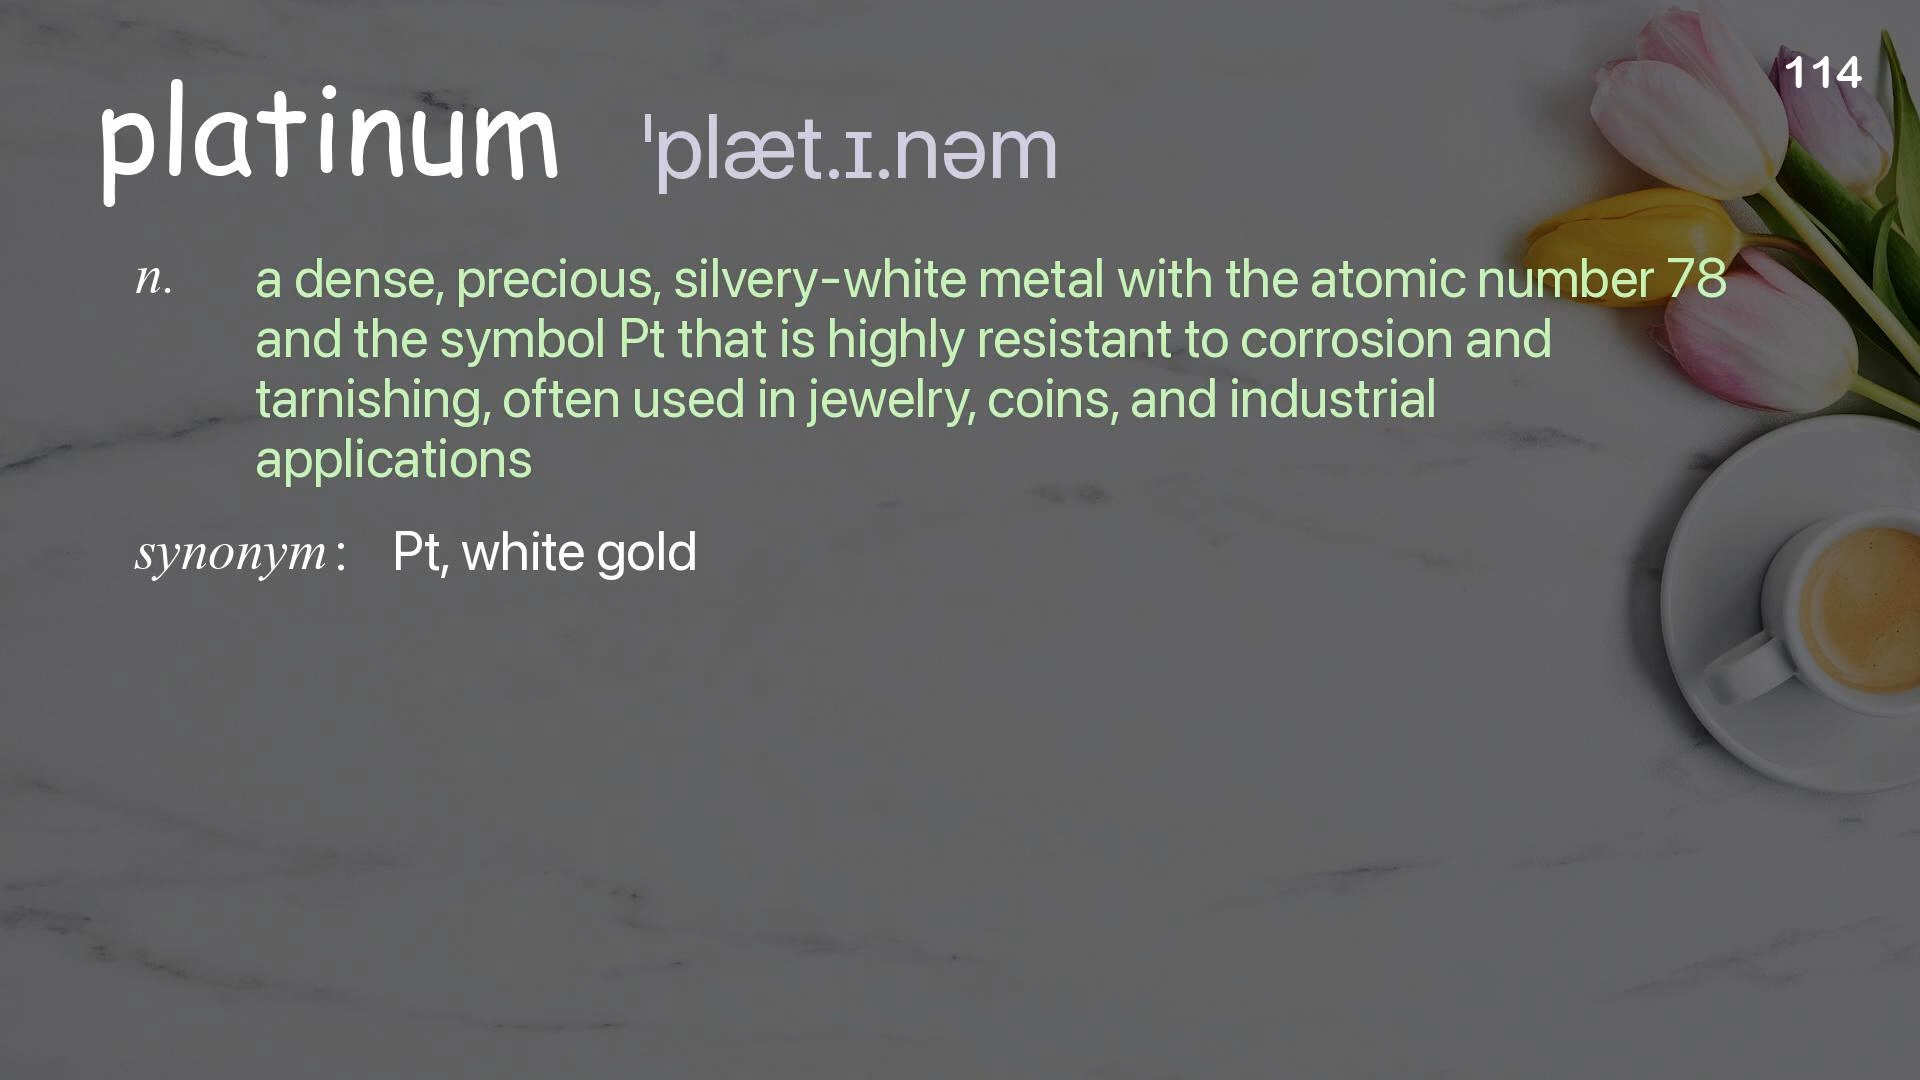 114
platinum ˈplæt.ɪ.nəm
n. a dense, precious, silvery-white metal with the atomic number 78
and the symbol Pt that is highly resistant to corrosion and
tarnishing, often used in jewelry, coins, and industrial
applications
synonym: Pt, white gold